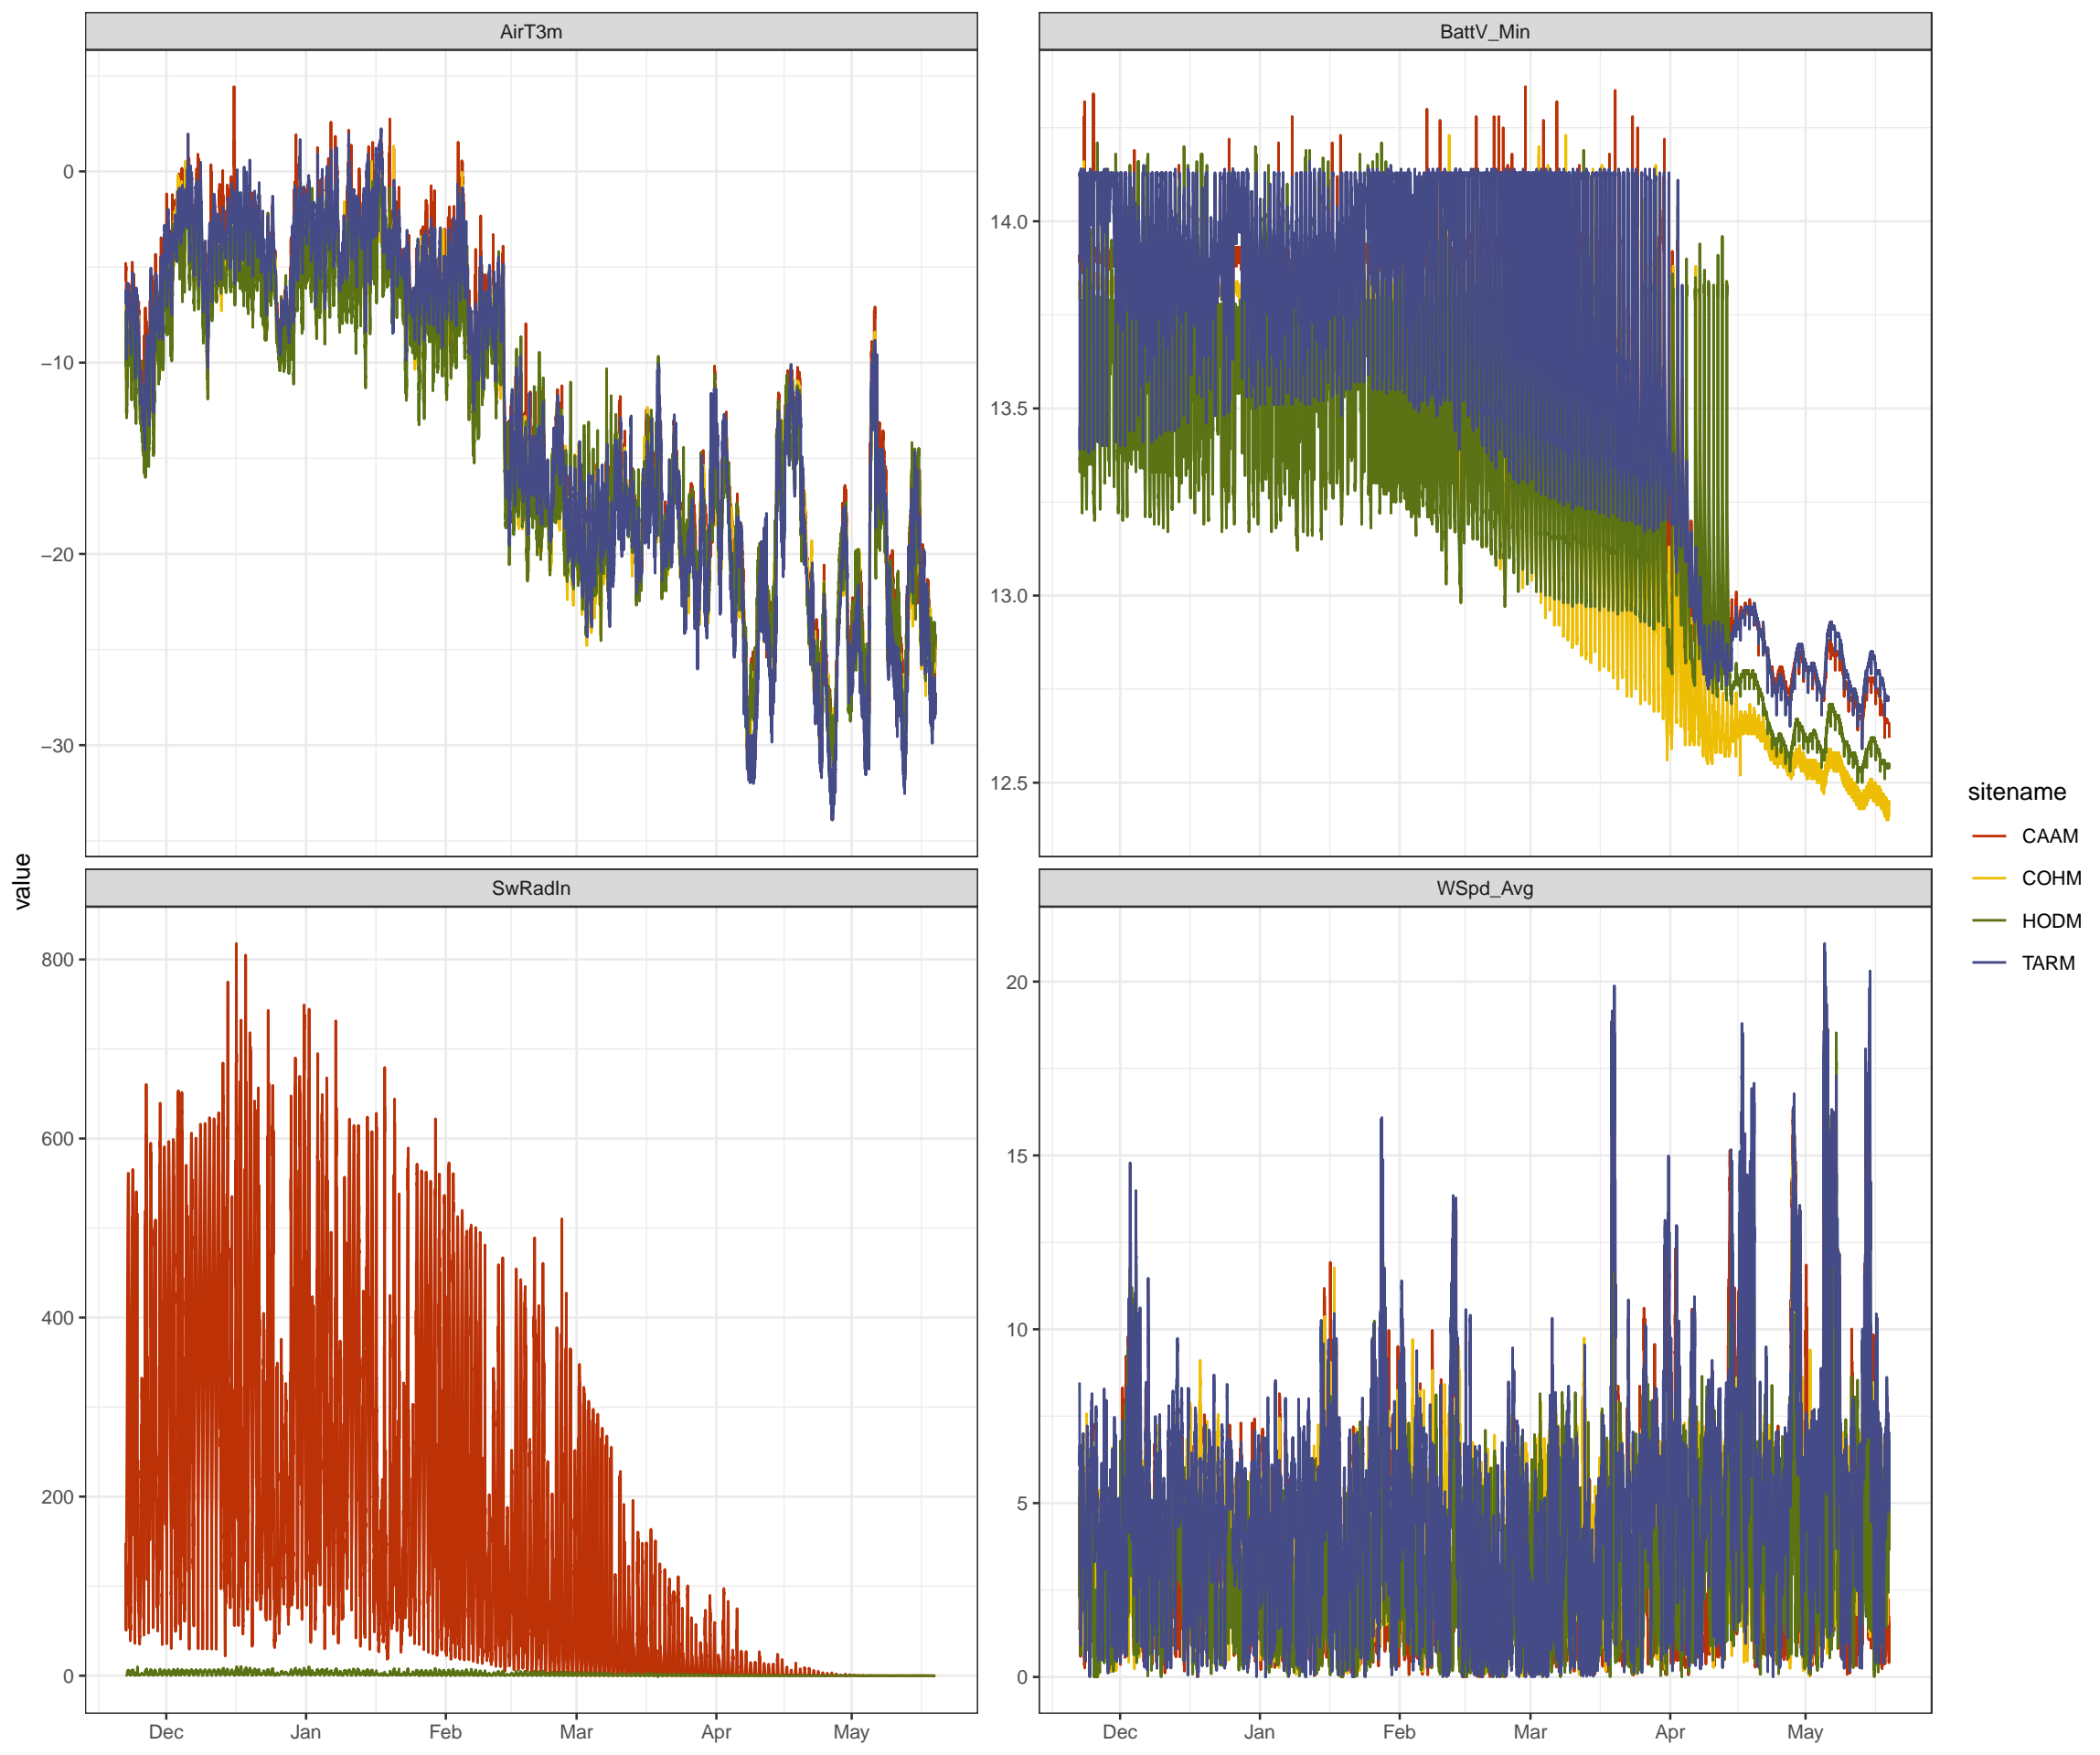 AirT3m
BattV_Min
0
−10
−20
−30
14.0
13.5
13.0
12.5
value
SwRadIn
WSpd_Avg
800
600
400
200
0
20
15
10
5
0
Dec Jan Feb Mar Apr May
Dec Jan Feb Mar Apr May
sitename
CAAM
COHM
HODM
TARM